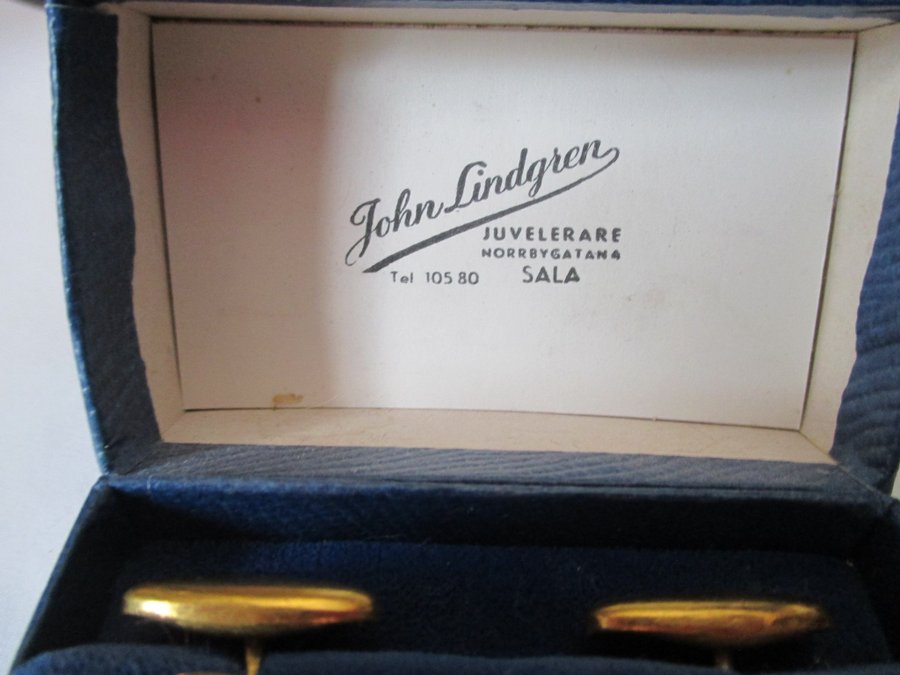 John Lindgren
JUVELERARE
NORRBYGATAN 4
Tel 105 80 SALA